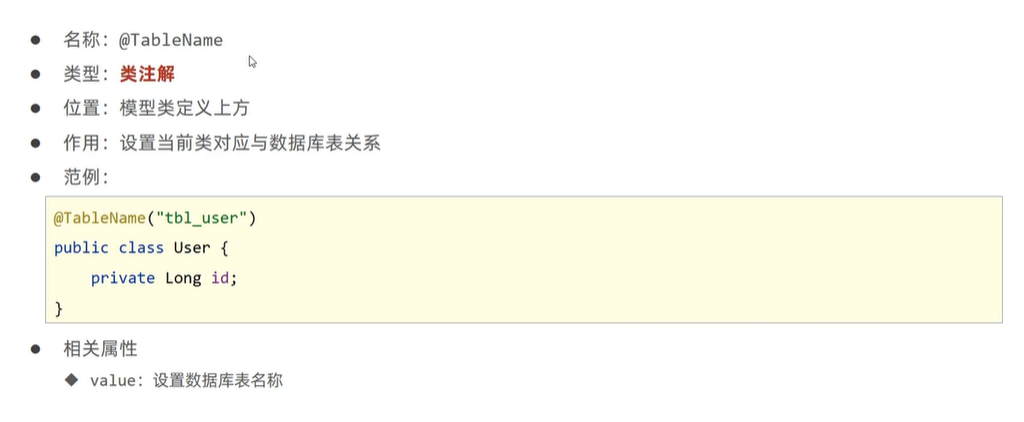 ● 名称：@TableName
● 类型：类注解
● 位置：模型类定义上方
● 作用：设置当前类对应与数据库表关系
● 范例：
@TableName("tbl_user")
public class User {
    private Long id;
}
● 相关属性
◆ value：设置数据库表名称